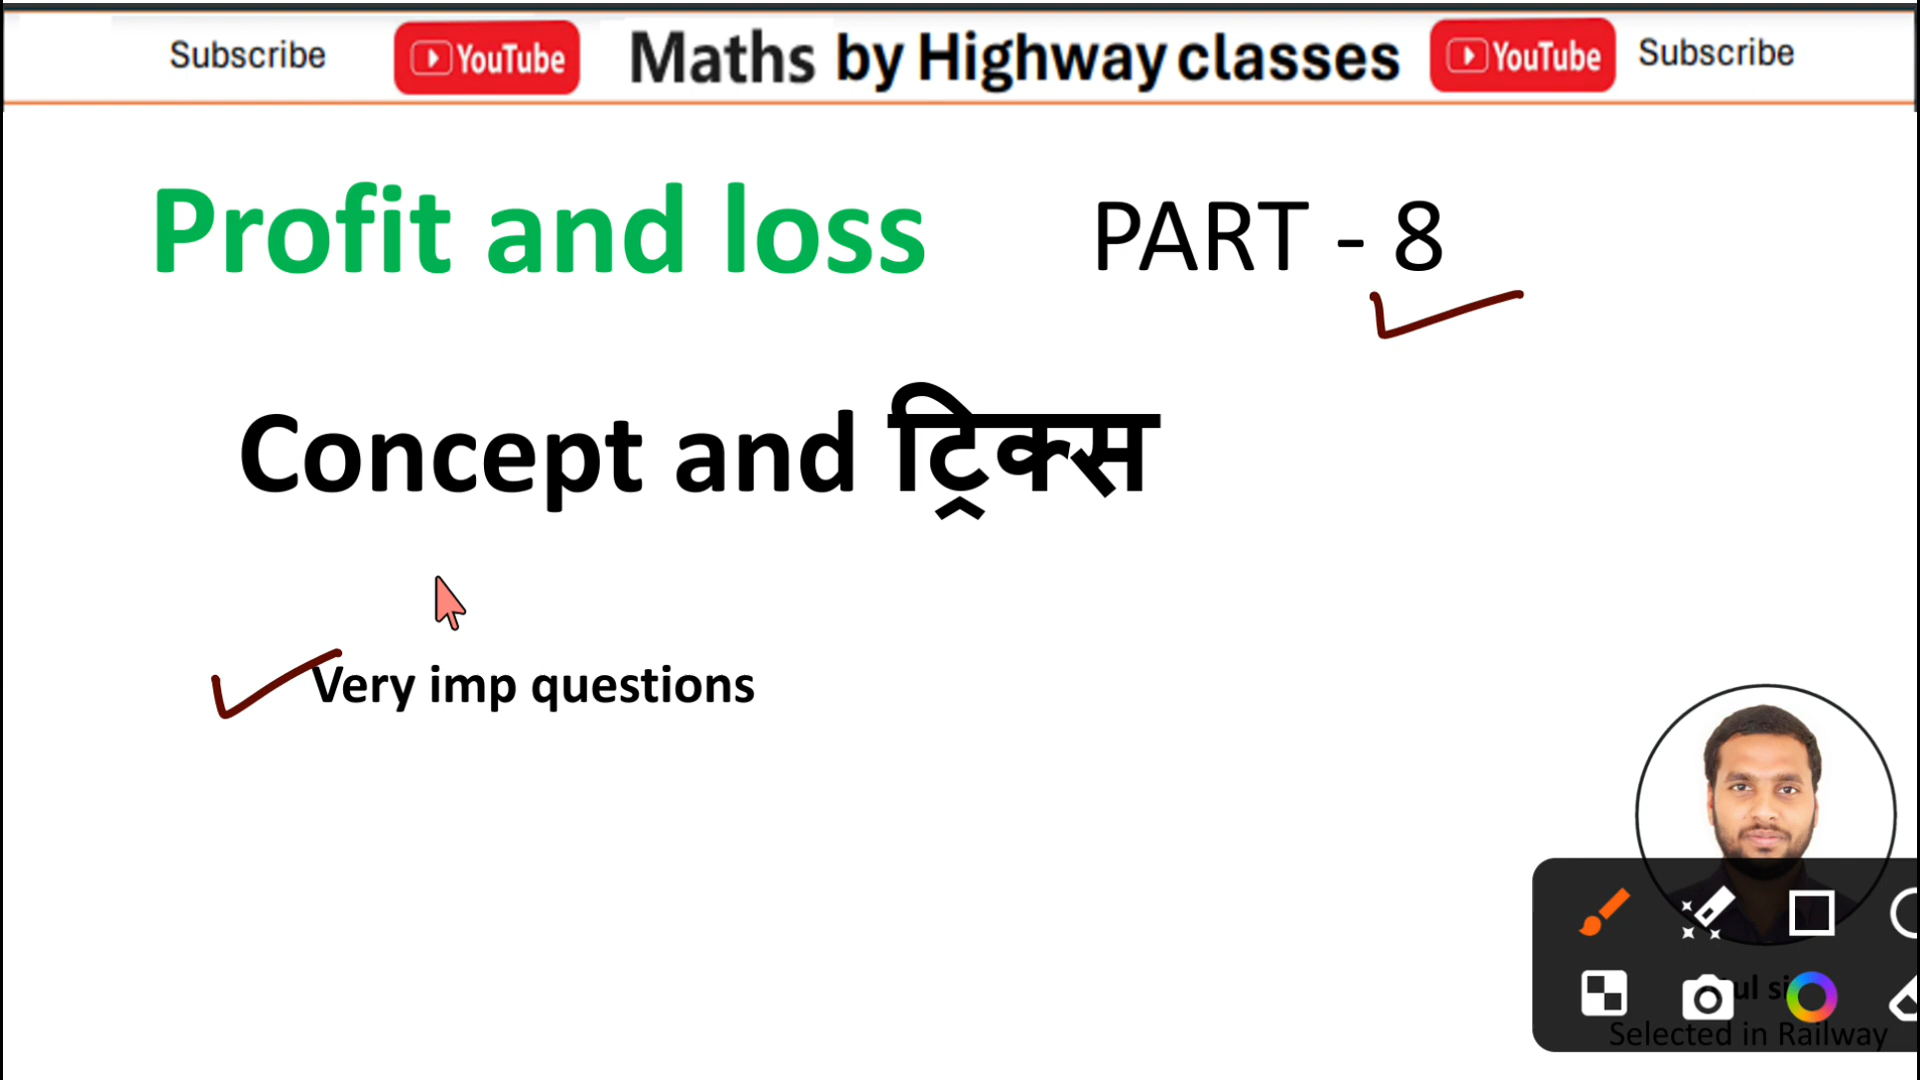 Subscribe YouTube Maths by Highway classes YouTube Subscribe
Profit and loss PART - 8
Concept and ट्रिक्स
Very imp questions
Selected in Railway